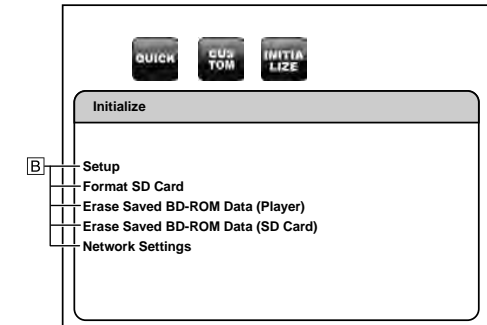 QUICK
CUS
TOM
INITIA
LIZE
Initialize
B
Setup
Format SD Card
Erase Saved BD-ROM Data (Player)
Erase Saved BD-ROM Data (SD Card)
Network Settings